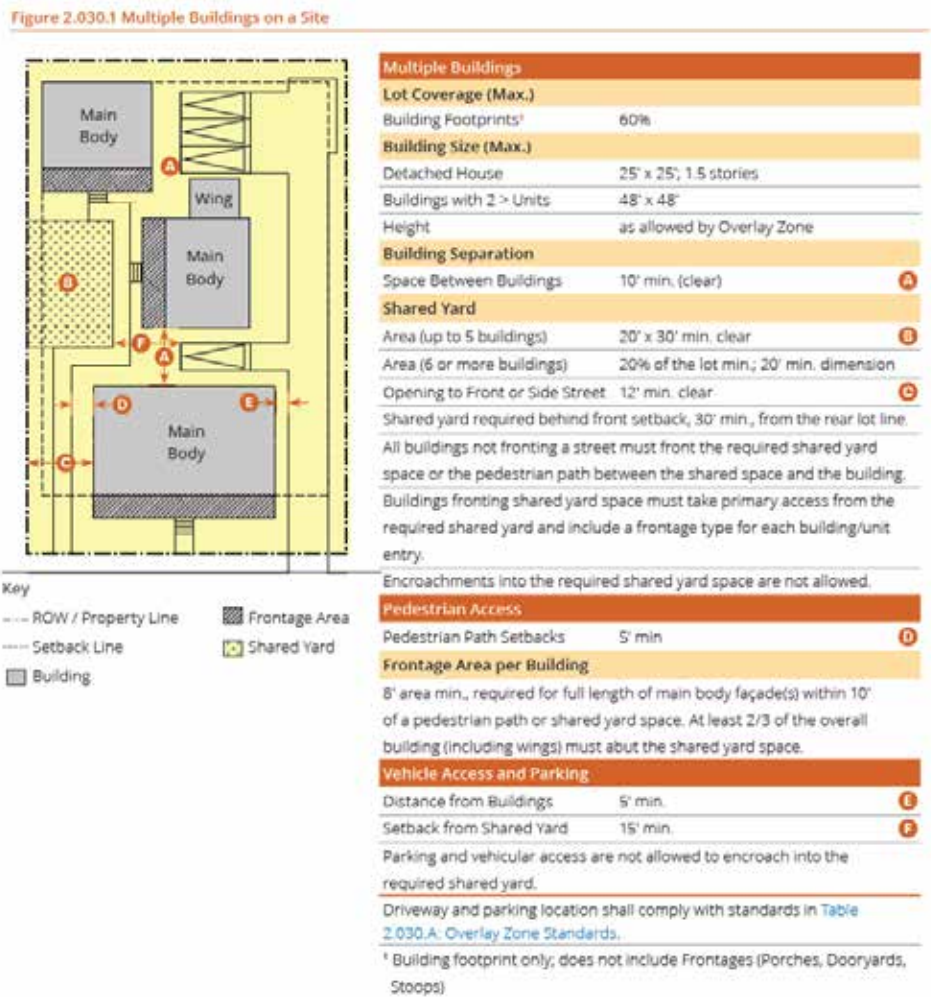 Figure 2.030.1 Multiple Buildings on a Site
Main
Body
A
Wing
Main
Body
B
F
A
D
E
Main
Body
C
Key
ROW / Property Line
Frontage Area
Setback Line
Shared Yard
Building
Multiple Buildings
Lot Coverage (Max.)
Building Footprints¹ 60%
Building Size (Max.)
Detached House 25' x 25'; 1.5 stories
Buildings with 2 > Units 48' x 48'
Height as allowed by Overlay Zone
Building Separation
Space Between Buildings 10' min. (clear) A
Shared Yard
Area (up to 5 buildings) 20' x 30' min. clear B
Area (6 or more buildings) 20% of the lot min.; 20' min. dimension
Opening to Front or Side Street 12' min. clear C
Shared yard required behind front setback, 30' min., from the rear lot line.
All buildings not fronting a street must front the required shared yard
space or the pedestrian path between the shared space and the building.
Buildings fronting shared yard space must take primary access from the
required shared yard and include a frontage type for each building/unit
entry.
Encroachments into the required shared yard space are not allowed.
Pedestrian Access
Pedestrian Path Setbacks 5' min D
Frontage Area per Building
8' area min., required for full length of main body façade(s) within 10'
of a pedestrian path or shared yard space. At least 2/3 of the overall
building (including wings) must abut the shared yard space.
Vehicle Access and Parking
Distance from Buildings 5' min. E
Setback from Shared Yard 15' min. F
Parking and vehicular access are not allowed to encroach into the
required shared yard.
Driveway and parking location shall comply with standards in Table
2.030.A: Overlay Zone Standards.
¹ Building footprint only; does not include Frontages (Porches, Dooryards,
Stoops)